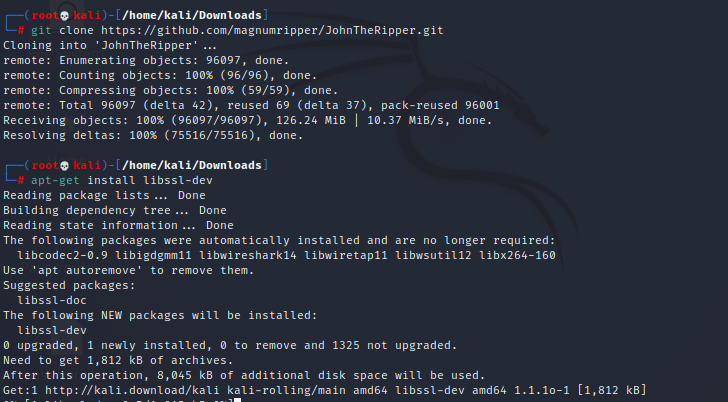 ┌──(root💀kali)-[/home/kali/Downloads]
└─# git clone https://github.com/magnumripper/JohnTheRipper.git
Cloning into 'JohnTheRipper'...
remote: Enumerating objects: 96097, done.
remote: Counting objects: 100% (96/96), done.
remote: Compressing objects: 100% (59/59), done.
remote: Total 96097 (delta 42), reused 69 (delta 37), pack-reused 96001
Receiving objects: 100% (96097/96097), 126.24 MiB | 10.37 MiB/s, done.
Resolving deltas: 100% (75516/75516), done.
┌──(root💀kali)-[/home/kali/Downloads]
└─# apt-get install libssl-dev
Reading package lists... Done
Building dependency tree... Done
Reading state information... Done
The following packages were automatically installed and are no longer required:
libcodec2-0.9 libigdgmm11 libwireshark14 libwiretap11 libwsutil12 libx264-160
Use 'apt autoremove' to remove them.
Suggested packages:
libssl-doc
The following NEW packages will be installed:
libssl-dev
0 upgraded, 1 newly installed, 0 to remove and 1325 not upgraded.
Need to get 1,812 kB of archives.
After this operation, 8,045 kB of additional disk space will be used.
Get:1 http://kali.download/kali kali-rolling/main amd64 libssl-dev amd64 1.1.1o-1 [1,812 kB]